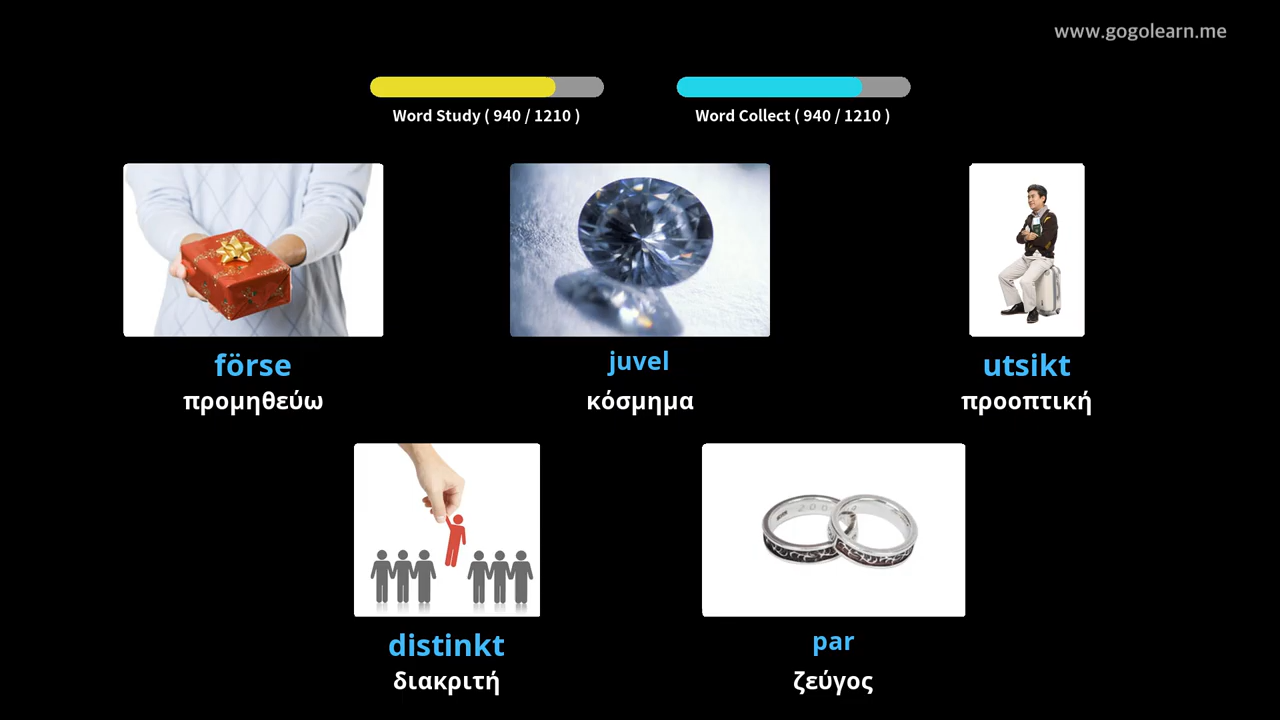 www.gogolearn.me
Word Study ( 940 / 1210 )
Word Collect ( 940 / 1210 )
förse
προμηθεύω
juvel
κόσμημα
utsikt
προοπτική
distinkt
διακριτή
par
ζεύγος